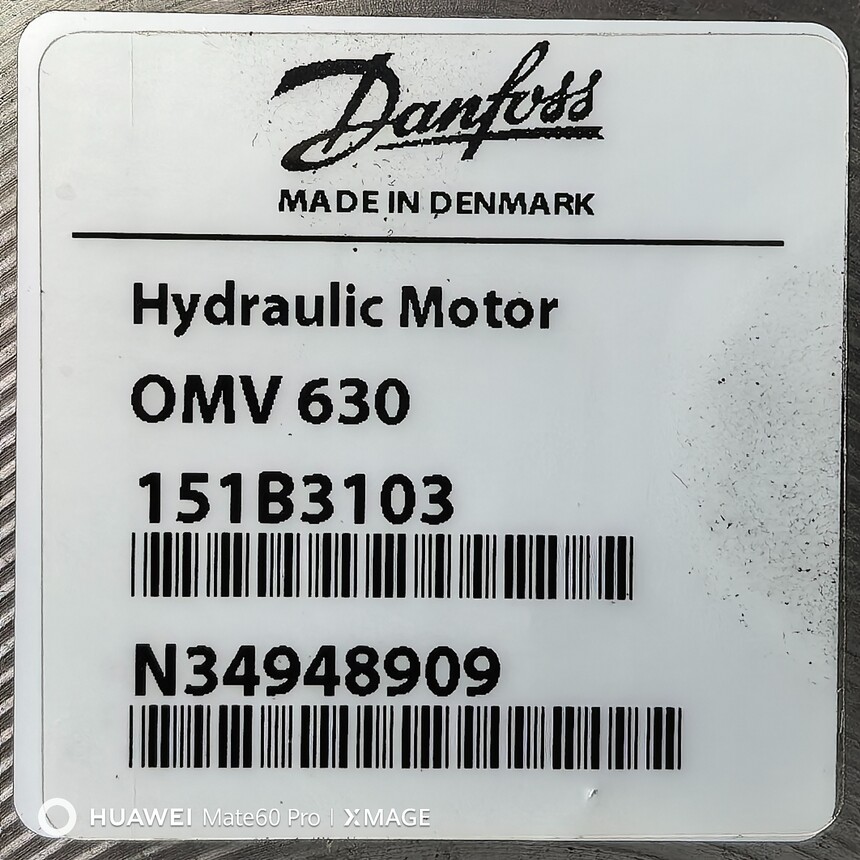 Danfoss
MADE IN DENMARK
Hydraulic Motor
OMV 630
151B3103
N34948909
HUAWEI Mate60 Pro | XMAGE